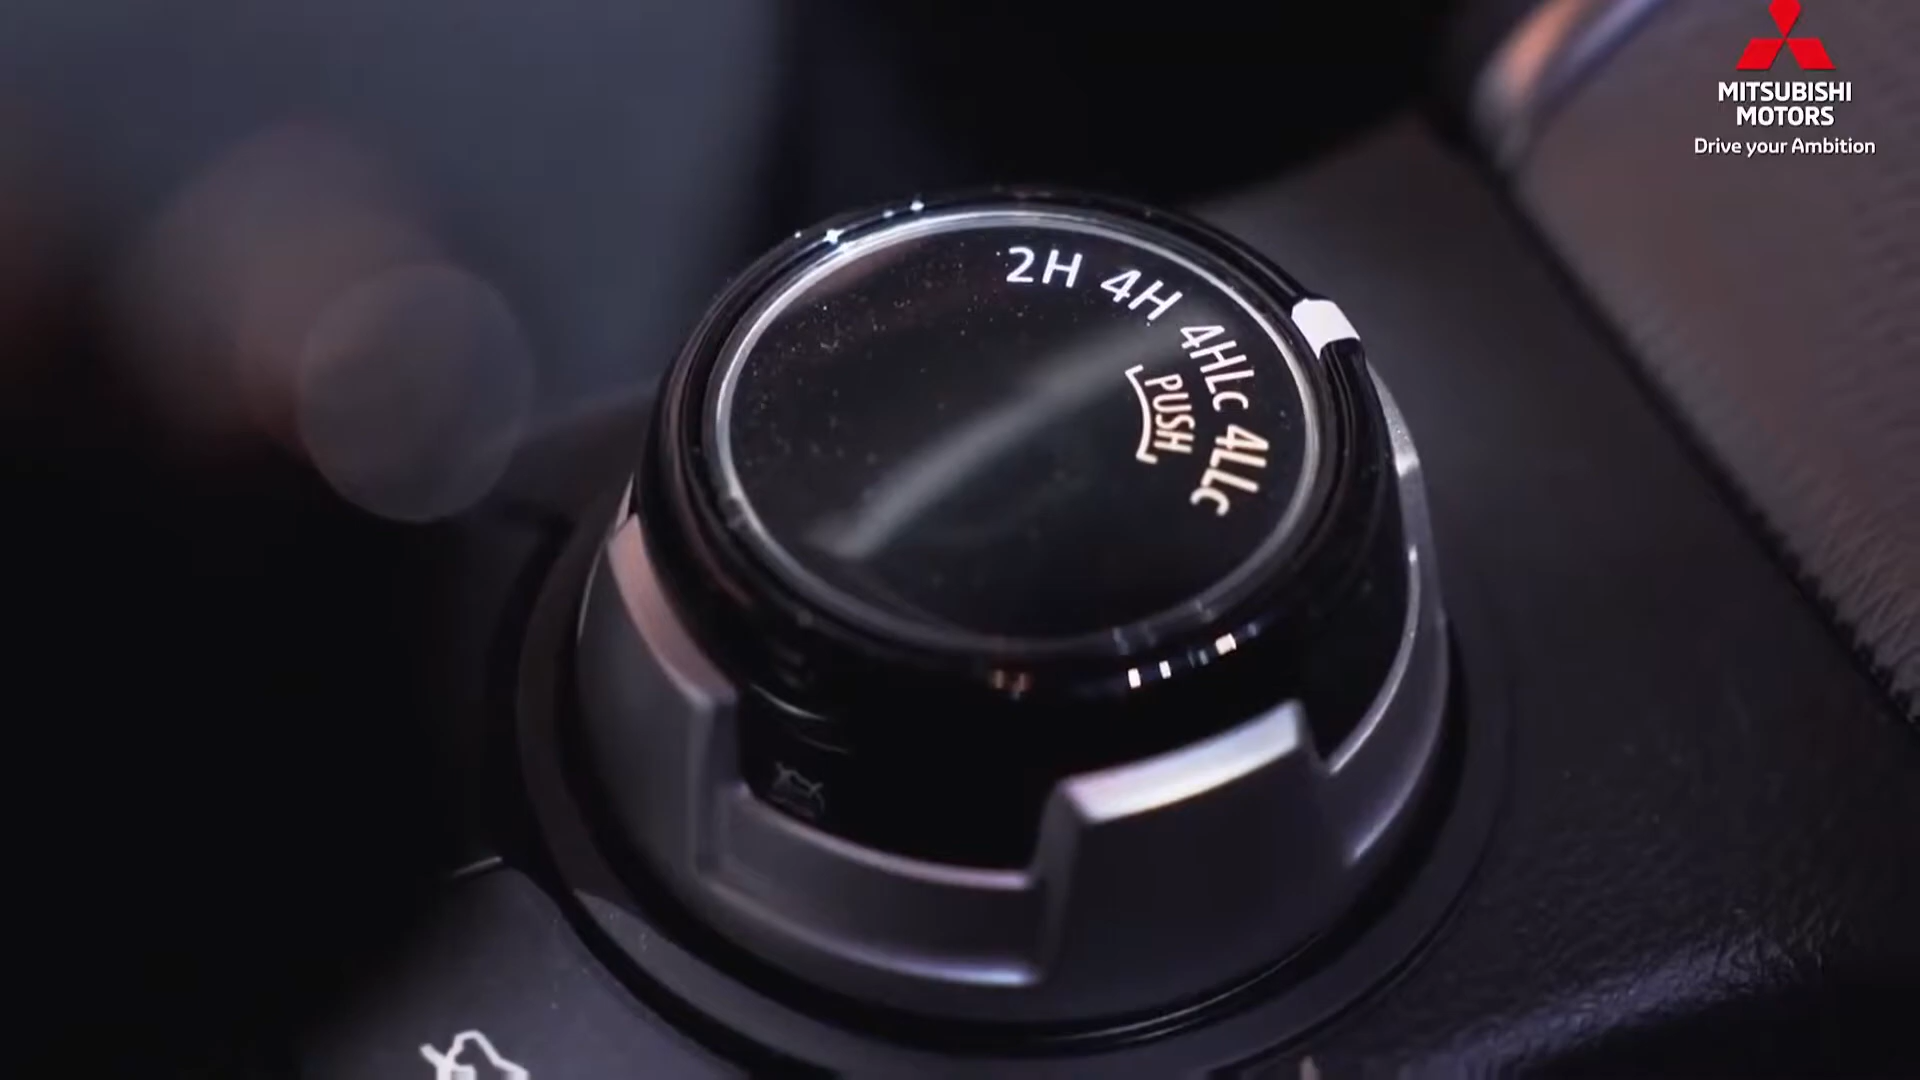 MITSUBISHI
MOTORS
Drive your Ambition
2H 4H 4HLc 4LLc
PUSH